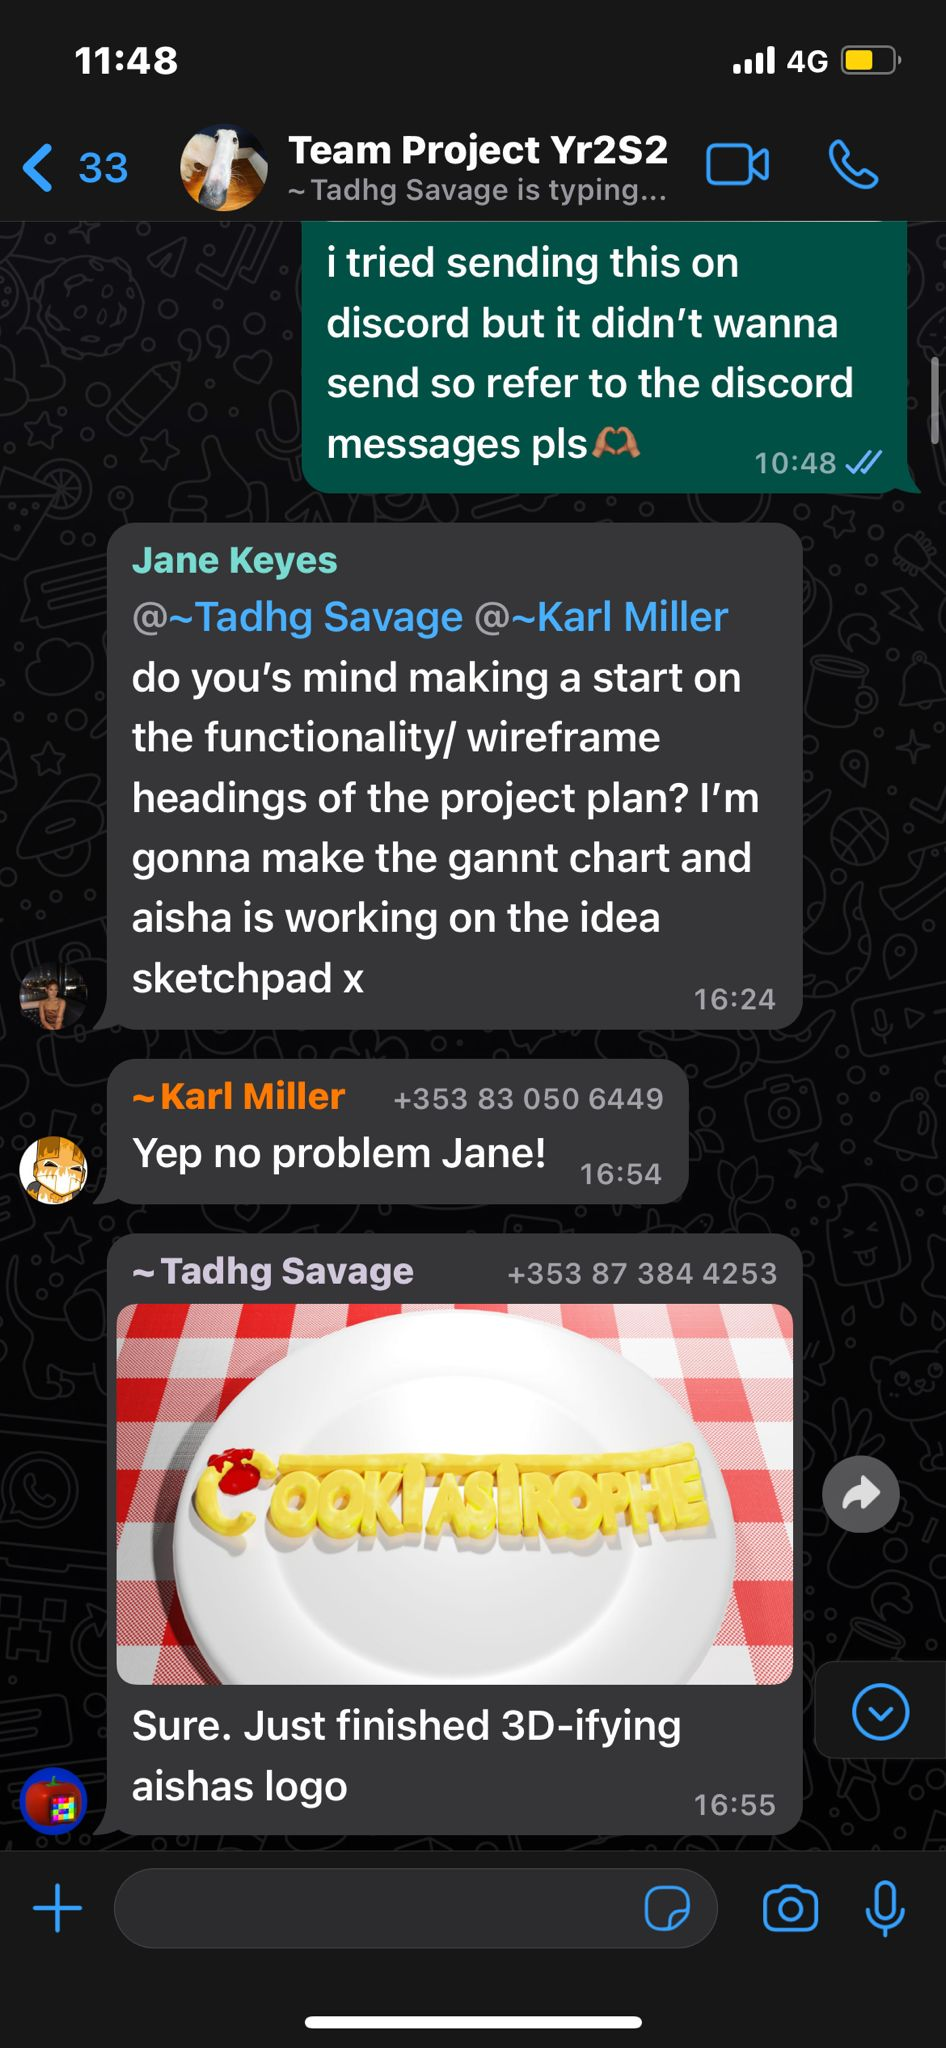 11:48
4G
33
Team Project Yr2S2
~Tadhg Savage is typing...
i tried sending this on
discord but it didn't wanna
send so refer to the discord
messages pls🫶🏽
10:48
Jane Keyes
@~Tadhg Savage @~Karl Miller
do you's mind making a start on
the functionality/ wireframe
headings of the project plan? I'm
gonna make the gannt chart and
aisha is working on the idea
sketchpad x
16:24
~Karl Miller +353 83 050 6449
Yep no problem Jane!
16:54
~Tadhg Savage +353 87 384 4253
COOKTASTROPHE
Sure. Just finished 3D-ifying
aishas logo
16:55